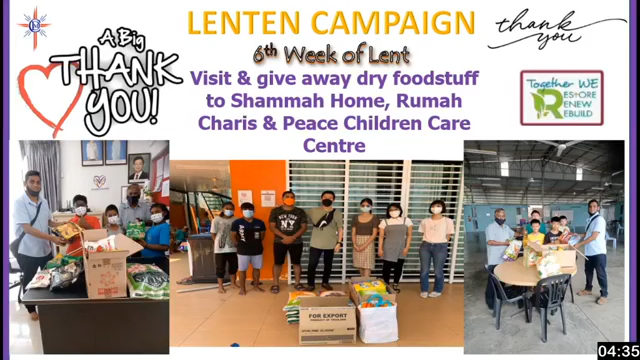 LENTEN CAMPAIGN
6th Week of Lent
Visit & give away dry foodstuff
to Shammah Home, Rumah
Charis & Peace Children Care
Centre
A Big
THANK
YOU!
thank
you
Together WE
RESTORE
RENEW
REBUILD
NEW YORK
NY
FOR EXPORT
04:35